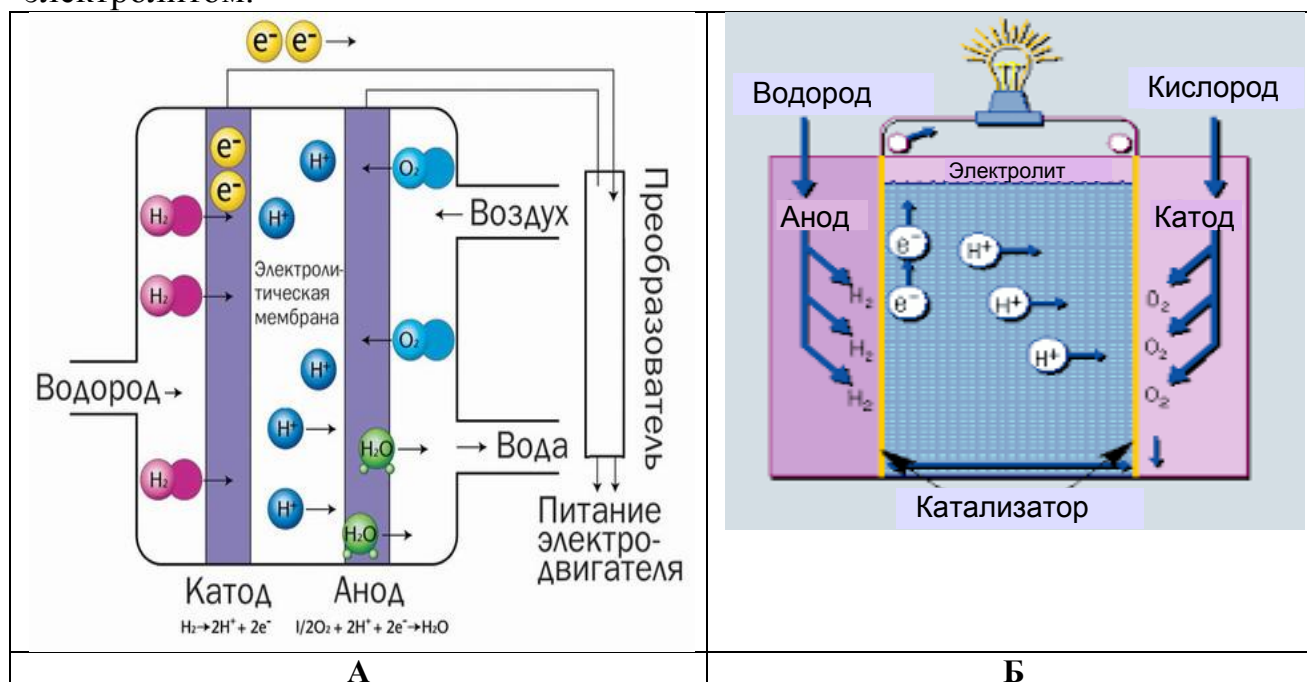 электролитом.
e⁻ e⁻
e⁻
e⁻
H₂
H₂
H₂
H⁺
H⁺
H⁺
H⁺
H⁺
O₂
O₂
H₂O
H₂O
Электроли-
тическая
мембрана
Водород
Воздух
Вода
Преобразователь
Питание
электро-
двигателя
Катод
H₂→2H⁺ + 2e⁻
Анод
1/2O₂ + 2H⁺ + 2e⁻→H₂O
А
Водород
Кислород
Электролит
Анод
Катод
e⁻
e⁻
H⁺
H⁺
H⁺
H₂
H₂
H₂
O₂
O₂
O₂
Катализатор
Б